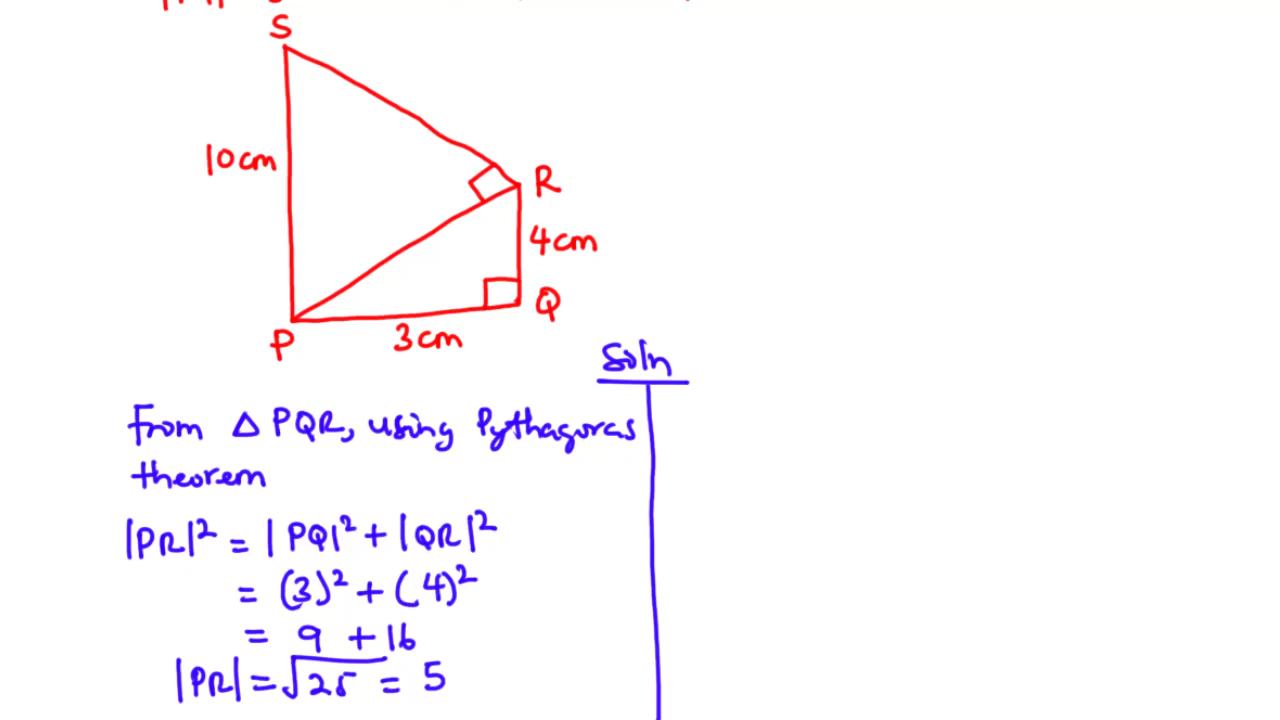 S
10cm
R
4cm
Q
3cm
P
Soln
From Δ PQR, using Pythagoras
theorem
|PR|² = |PQ|² + |QR|²
= (3)² + (4)²
= 9 + 16
|PR| = √25 = 5